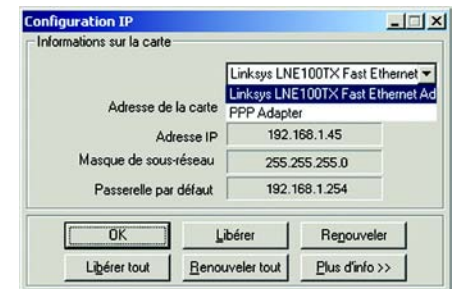 Configuration IP
Informations sur la carte
Linksys LNE100TX Fast Ethernet
Linksys LNE100TX Fast Ethernet Ad
PPP Adapter
Adresse de la carte
Adresse IP 192.168.1.45
Masque de sous-réseau 255.255.255.0
Passerelle par défaut 192.168.1.254
OK Libérer Renouveler
Libérer tout Renouveler tout Plus d'info >>